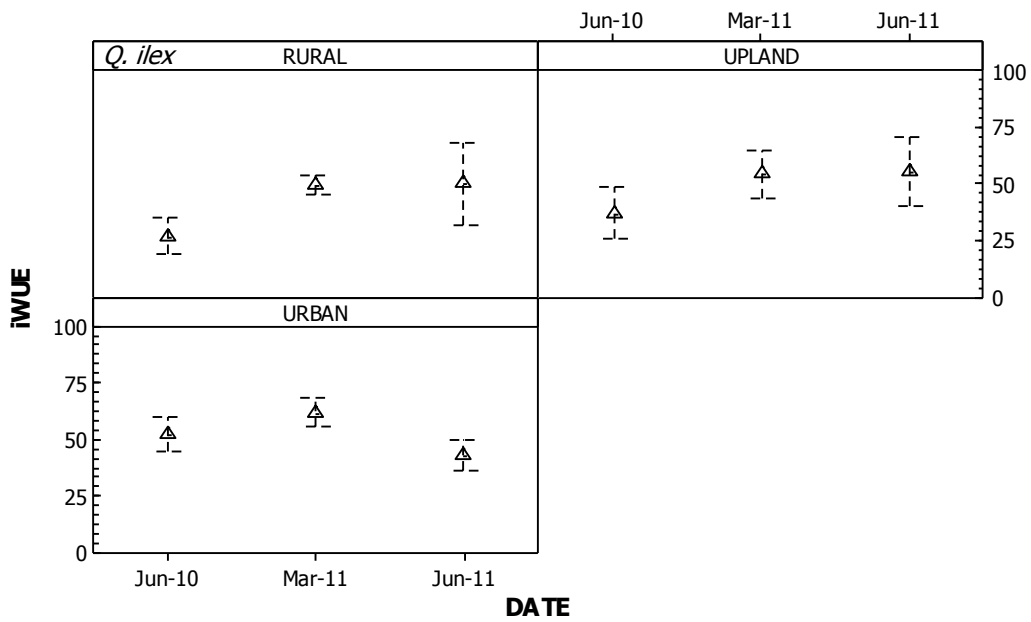 Jun-10 Mar-11 Jun-11
Q. ilex RURAL UPLAND
100
75
50
25
0
iWUE
URBAN
100
75
50
25
0
Jun-10 Mar-11 Jun-11
DATE